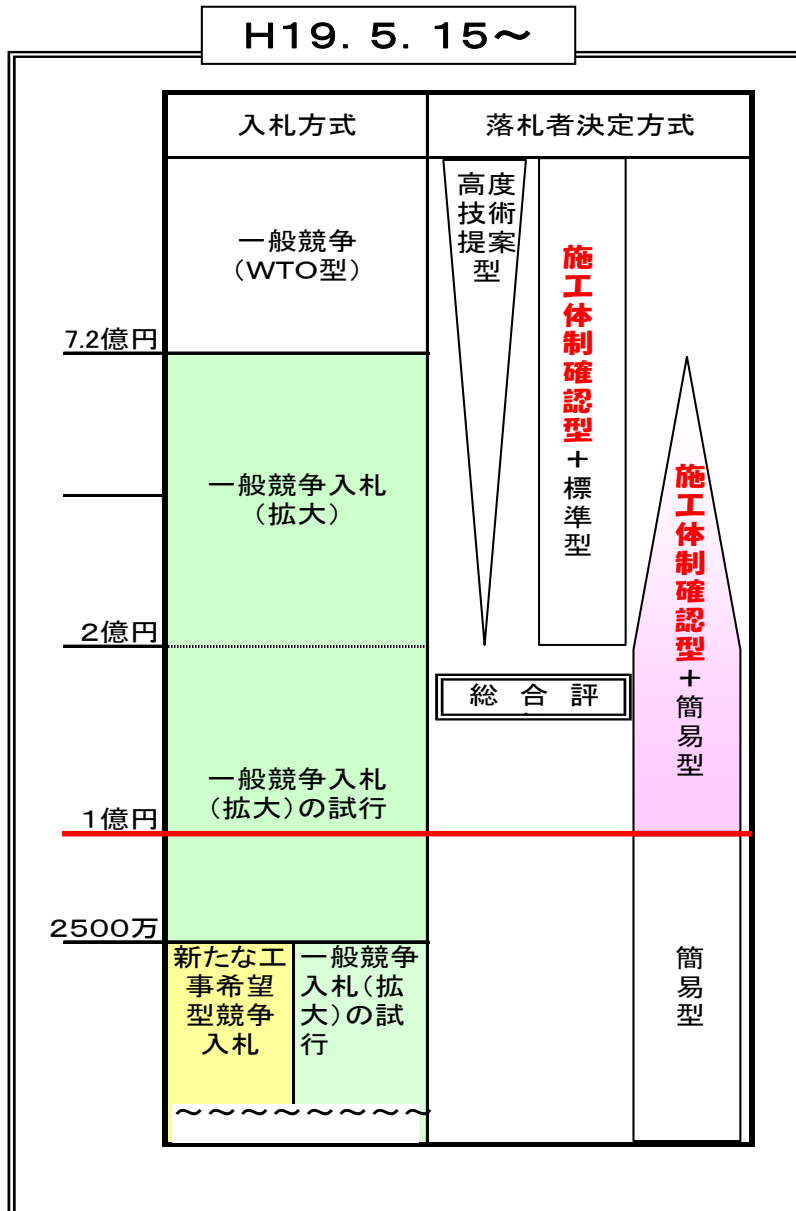 H19. 5. 15～
入札方式
落札者決定方式
一般競争
(WTO型)
7.2億円
一般競争入札
(拡大)
2億円
一般競争入札
(拡大)の試行
1億円
2500万
新たな工
事希望
型競争
入札
一般競争
入札(拡
大)の試
行
～～～～～～～～
高度
技術
提案
型
施工体制確認型+標準型
総 合 評
施工体制確認型+簡易型
簡易型